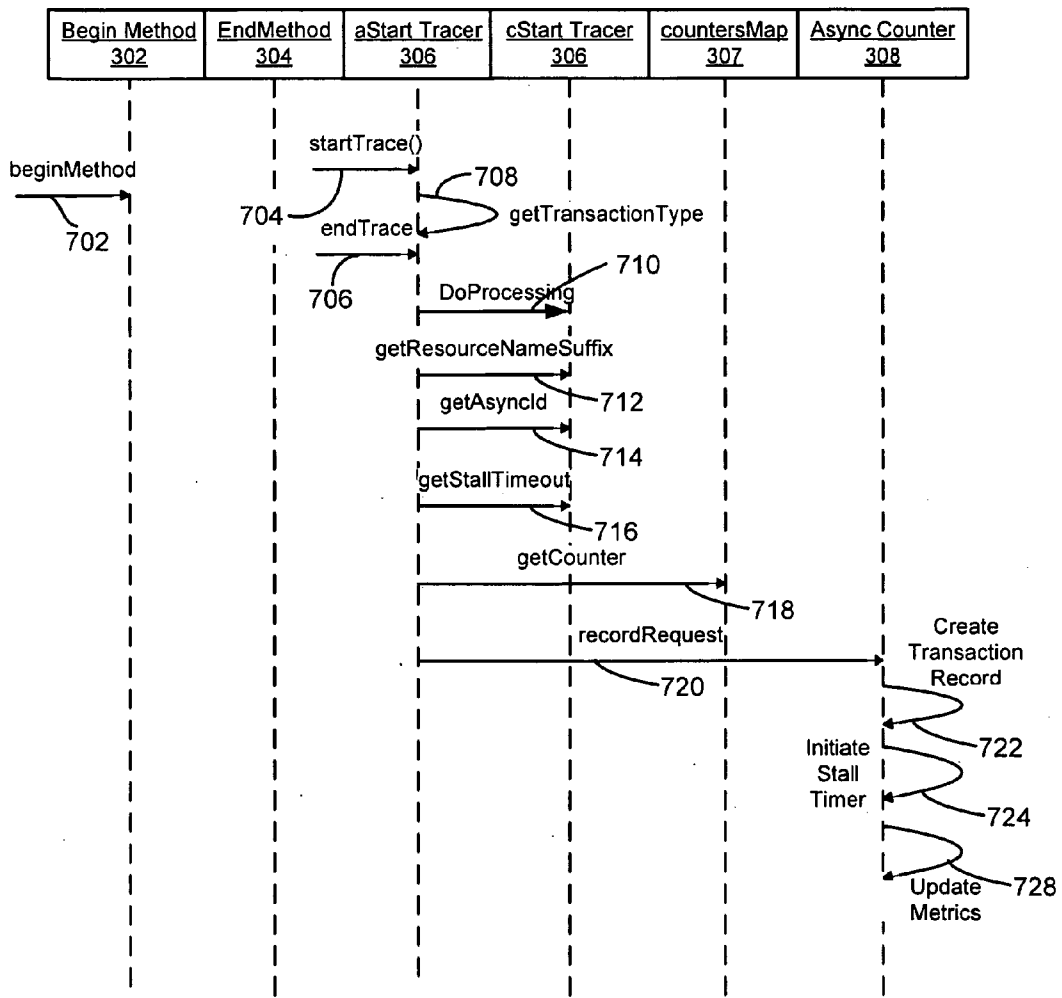 Begin Method
302
EndMethod
304
aStart Tracer
306
cStart Tracer
306
countersMap
307
Async Counter
308
startTrace()
beginMethod
708
704
getTransactionType
702
endTrace
710
706
DoProcessing
getResourceNameSuffix
712
getAsyncId
714
getStallTimeout
716
getCounter
718
recordRequest
720
Create
Transaction
Record
722
Initiate
Stall
Timer
724
728
Update
Metrics